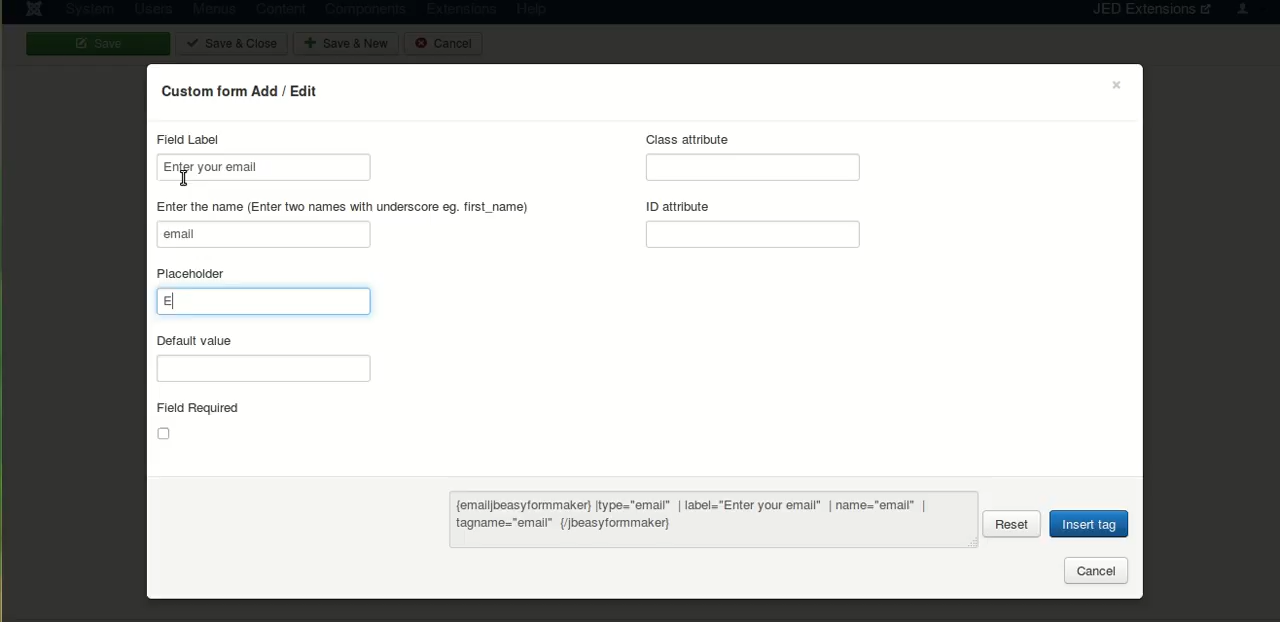 System Users Menus Content Components Extensions Help JED Extensions
Save Save & Close Save & New Cancel
Custom form Add / Edit
×
Field Label
Class attribute
Enter your email
Enter the name (Enter two names with underscore eg. first_name)
ID attribute
email
Placeholder
E
Default value
Field Required
{emailjbeasyformmaker} |type="email" | label="Enter your email" | name="email" |
tagname="email" {/jbeasyformmaker}
Reset
Insert tag
Cancel